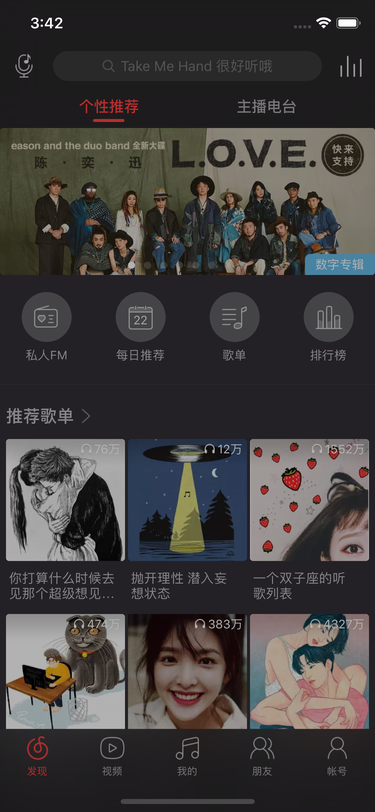 3:42
Take Me Hand 很好听哦
个性推荐
主播电台
eason and the duo band 全新大碟
陈·奕·迅
L.O.V.E.
快来
支持
数字专辑
22
私人FM
每日推荐
歌单
排行榜
推荐歌单
76万
12万
1552万
你打算什么时候去
见那个超级想见...
抛开理性 潜入妄
想状态
一个双子座的听
歌列表
474万
383万
4327万
发现
视频
我的
朋友
帐号